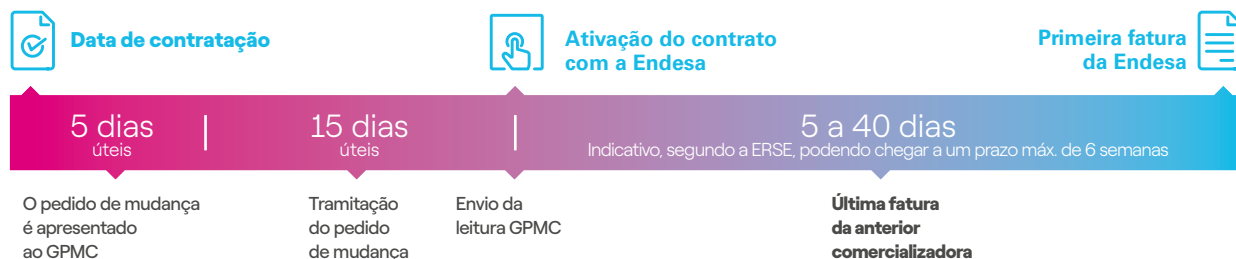 Data de contratação
Ativação do contrato
com a Endesa
Primeira fatura
da Endesa
5 dias
úteis
15 dias
úteis
5 a 40 dias
Indicativo, segundo a ERSE, podendo chegar a um prazo máx. de 6 semanas
O pedido de mudança
é apresentado
ao GPMC
Tramitação
do pedido
de mudança
Envio da
leitura GPMC
Última fatura
da anterior
comercializadora